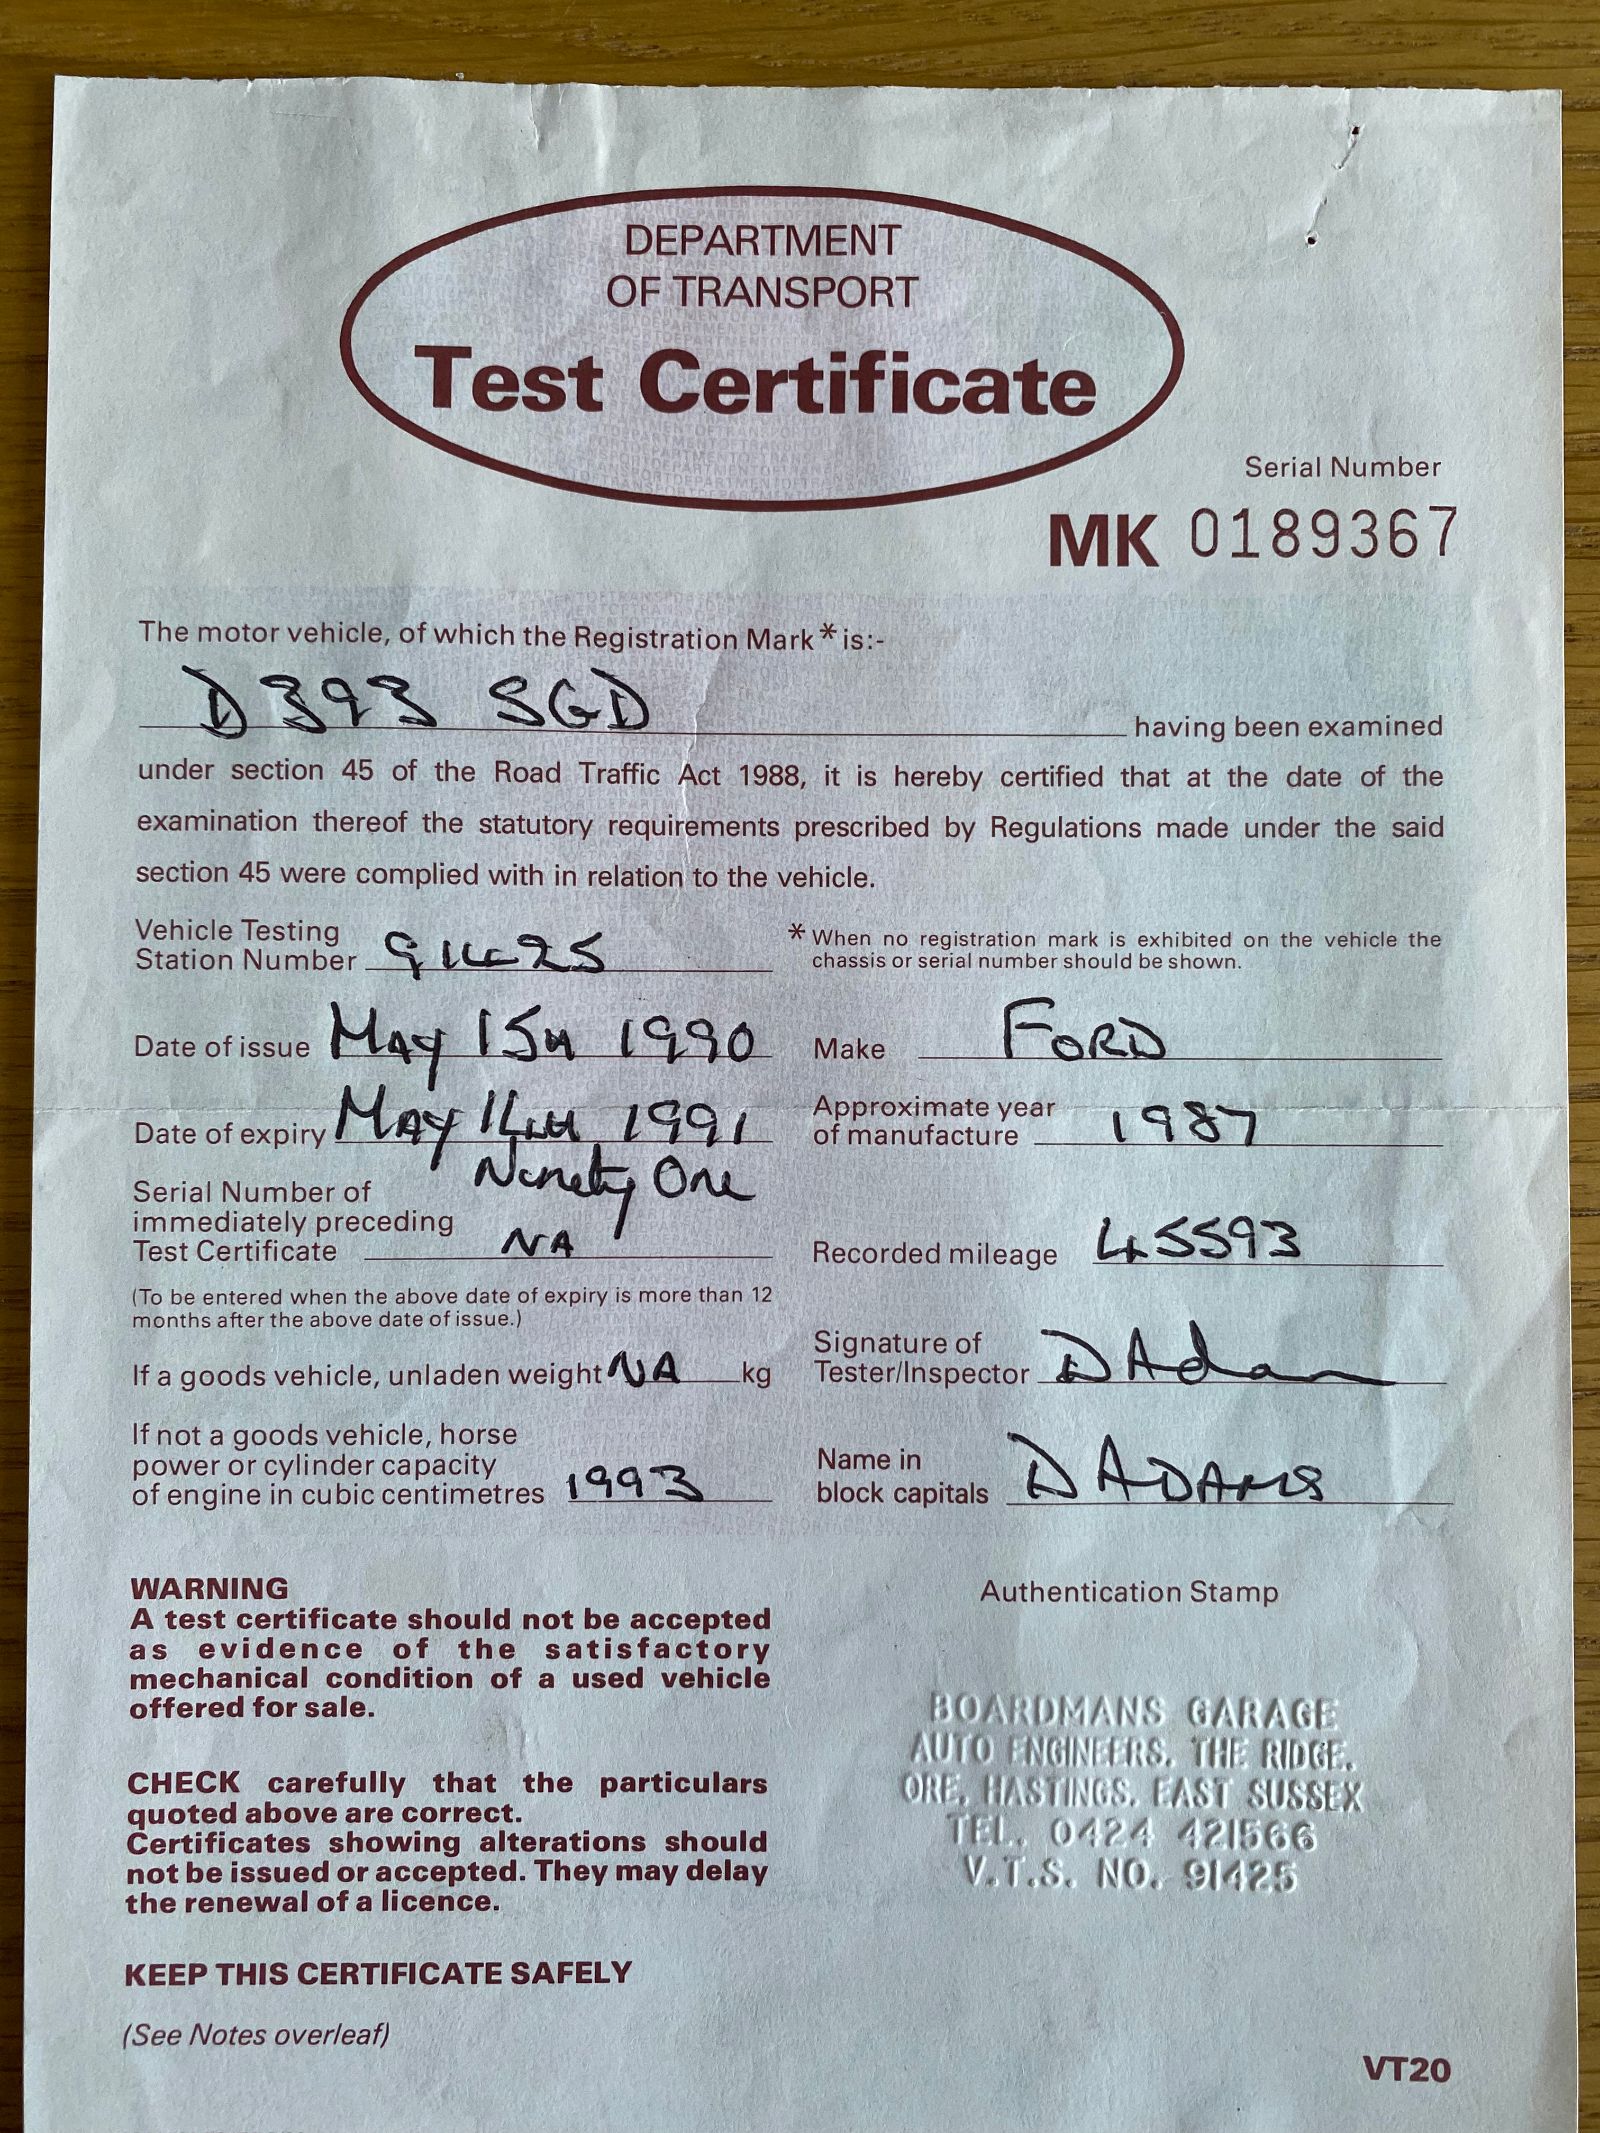 DEPARTMENT
OF TRANSPORT
Test Certificate
Serial Number
MK 0189367
The motor vehicle, of which the Registration Mark * is:-
D393 SGD having been examined
under section 45 of the Road Traffic Act 1988, it is hereby certified that at the date of the
examination thereof the statutory requirements prescribed by Regulations made under the said
section 45 were complied with in relation to the vehicle.
Vehicle Testing
Station Number 91425
* When no registration mark is exhibited on the vehicle the
chassis or serial number should be shown.
Date of issue May 15TH 1990
Make FORD
Date of expiry May 14TH 1991
Ninety One
Approximate year
of manufacture 1987
Serial Number of
immediately preceding
Test Certificate NA
Recorded mileage 45593
(To be entered when the above date of expiry is more than 12
months after the above date of issue.)
Signature of
Tester/Inspector D Adams
If a goods vehicle, unladen weight NA kg
If not a goods vehicle, horse
power or cylinder capacity
of engine in cubic centimetres 1993
Name in
block capitals D ADAMS
WARNING
A test certificate should not be accepted
as evidence of the satisfactory
mechanical condition of a used vehicle
offered for sale.
CHECK carefully that the particulars
quoted above are correct.
Certificates showing alterations should
not be issued or accepted. They may delay
the renewal of a licence.
KEEP THIS CERTIFICATE SAFELY
(See Notes overleaf)
Authentication Stamp
BOARDMANS GARAGE
AUTO ENGINEERS. THE RIDGE.
ORE, HASTINGS, EAST SUSSEX
TEL. 0424 421566
V.T.S. NO. 91425
VT20